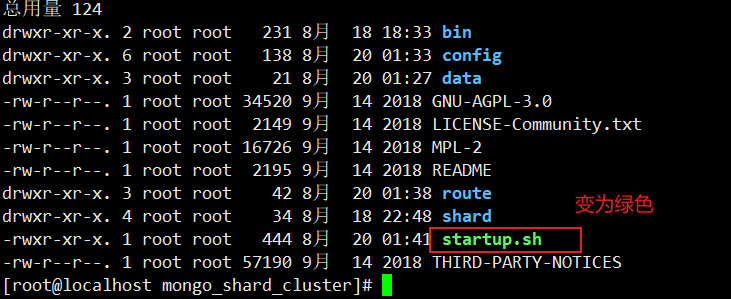 总用量 124
drwxr-xr-x. 2 root root   231 8月  18 18:33 bin
drwxr-xr-x. 6 root root   138 8月  20 01:33 config
drwxr-xr-x. 3 root root    21 8月  20 01:27 data
-rw-r--r--. 1 root root 34520 9月  14 2018 GNU-AGPL-3.0
-rw-r--r--. 1 root root  2149 9月  14 2018 LICENSE-Community.txt
-rw-r--r--. 1 root root 16726 9月  14 2018 MPL-2
-rw-r--r--. 1 root root  2195 9月  14 2018 README
drwxr-xr-x. 3 root root    42 8月  20 01:38 route
变为绿色
drwxr-xr-x. 4 root root    34 8月  18 22:48 shard
-rwxr-xr-x. 1 root root   444 8月  20 01:41 startup.sh
-rw-r--r--. 1 root root 57190 9月  14 2018 THIRD-PARTY-NOTICES
[root@localhost mongo_shard_cluster]#